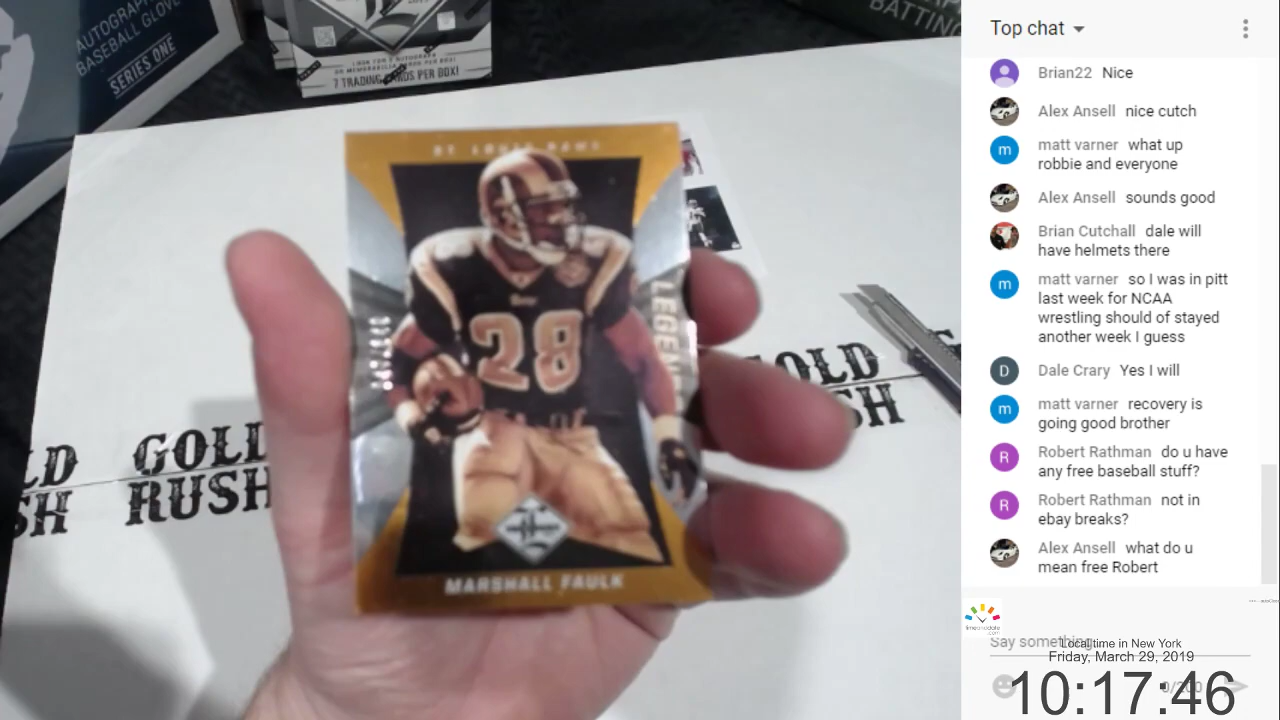 AUTOGRAPHED
BASEBALL GLOVE
SERIES ONE
7 TRADING CARDS PER BOX!
BATTING
ST. LOUIS RAMS
28
LEGEN
MARSHALL FAULK
GOLD
RUSH
OLD
SH
LD
SH
Top chat
Brian22 Nice
Alex Ansell nice cutch
matt varner what up
robbie and everyone
Alex Ansell sounds good
Brian Cutchall dale will
have helmets there
matt varner so I was in pitt
last week for NCAA
wrestling should of stayed
another week I guess
Dale Crary Yes I will
matt varner recovery is
going good brother
Robert Rathman do u have
any free baseball stuff?
Robert Rathman not in
ebay breaks?
Alex Ansell what do u
mean free Robert
Say something...
Local time in New York
Friday, March 29, 2019
10:17:46